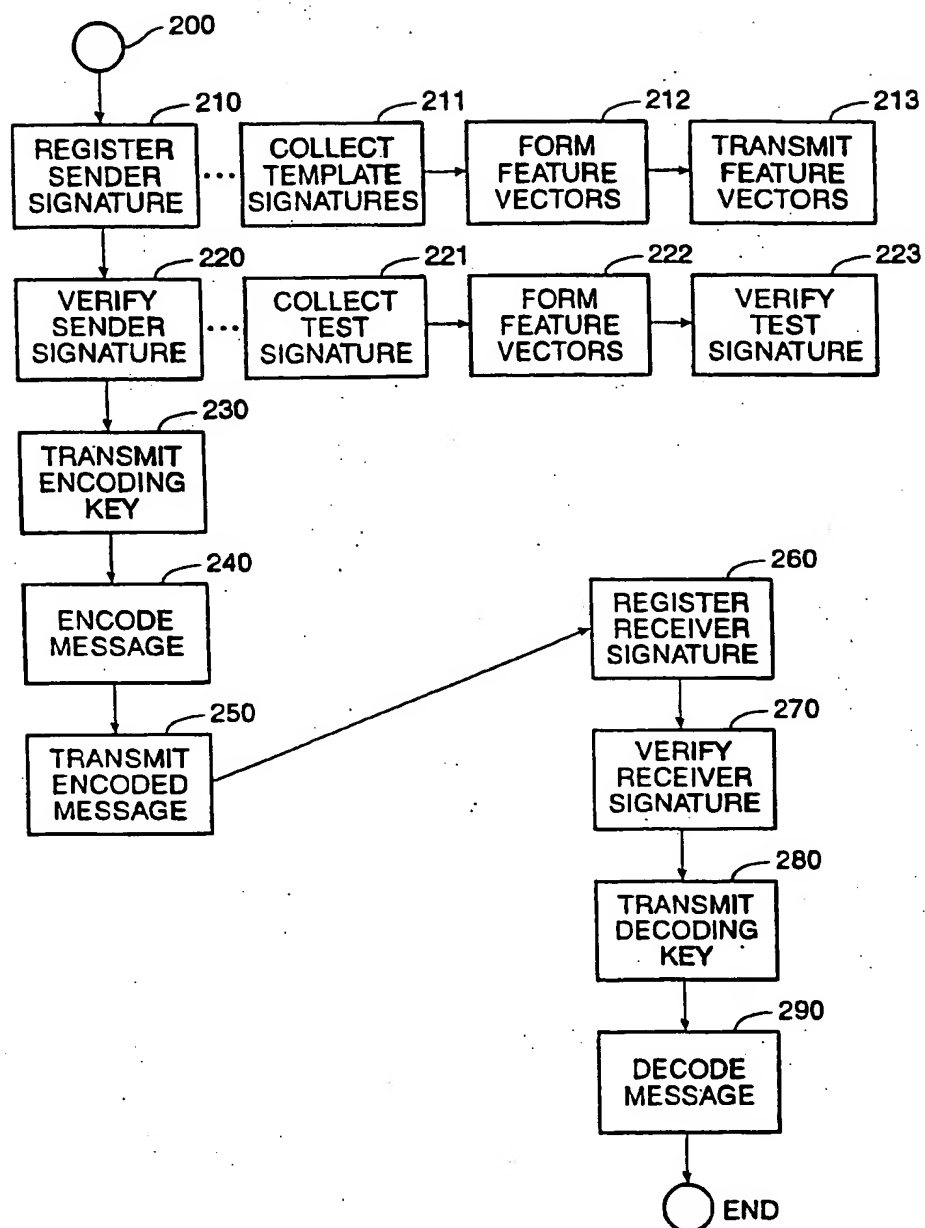 200
210
REGISTER
SENDER
SIGNATURE
...
211
COLLECT
TEMPLATE
SIGNATURES
212
FORM
FEATURE
VECTORS
213
TRANSMIT
FEATURE
VECTORS
220
VERIFY
SENDER
SIGNATURE
...
221
COLLECT
TEST
SIGNATURE
222
FORM
FEATURE
VECTORS
223
VERIFY
TEST
SIGNATURE
230
TRANSMIT
ENCODING
KEY
240
ENCODE
MESSAGE
250
TRANSMIT
ENCODED
MESSAGE
260
REGISTER
RECEIVER
SIGNATURE
270
VERIFY
RECEIVER
SIGNATURE
280
TRANSMIT
DECODING
KEY
290
DECODE
MESSAGE
END